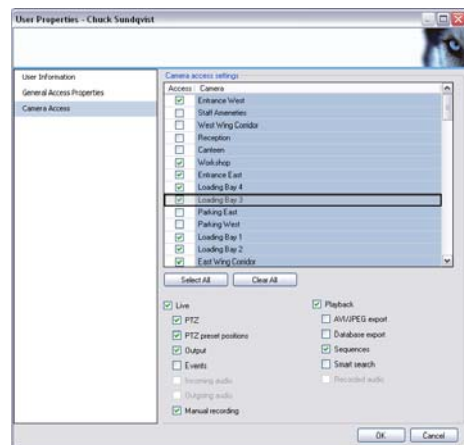 User Properties - Chuck Sundqvist
User Information
General Access Properties
Camera Access
Camera access settings
Access Camera
Entrance West
Staff Ameneties
West Wing Corridor
Reception
Canteen
Workshop
Entrance East
Loading Bay 4
Loading Bay 3
Parking East
Parking West
Loading Bay 1
Loading Bay 2
East Wing Corridor
Select All Clear All
Live
PTZ
PTZ preset positions
Output
Events
Incoming audio
Outgoing audio
Manual recording
Playback
AVI/JPEG export
Database export
Sequences
Smart search
Recorded audio
OK Cancel